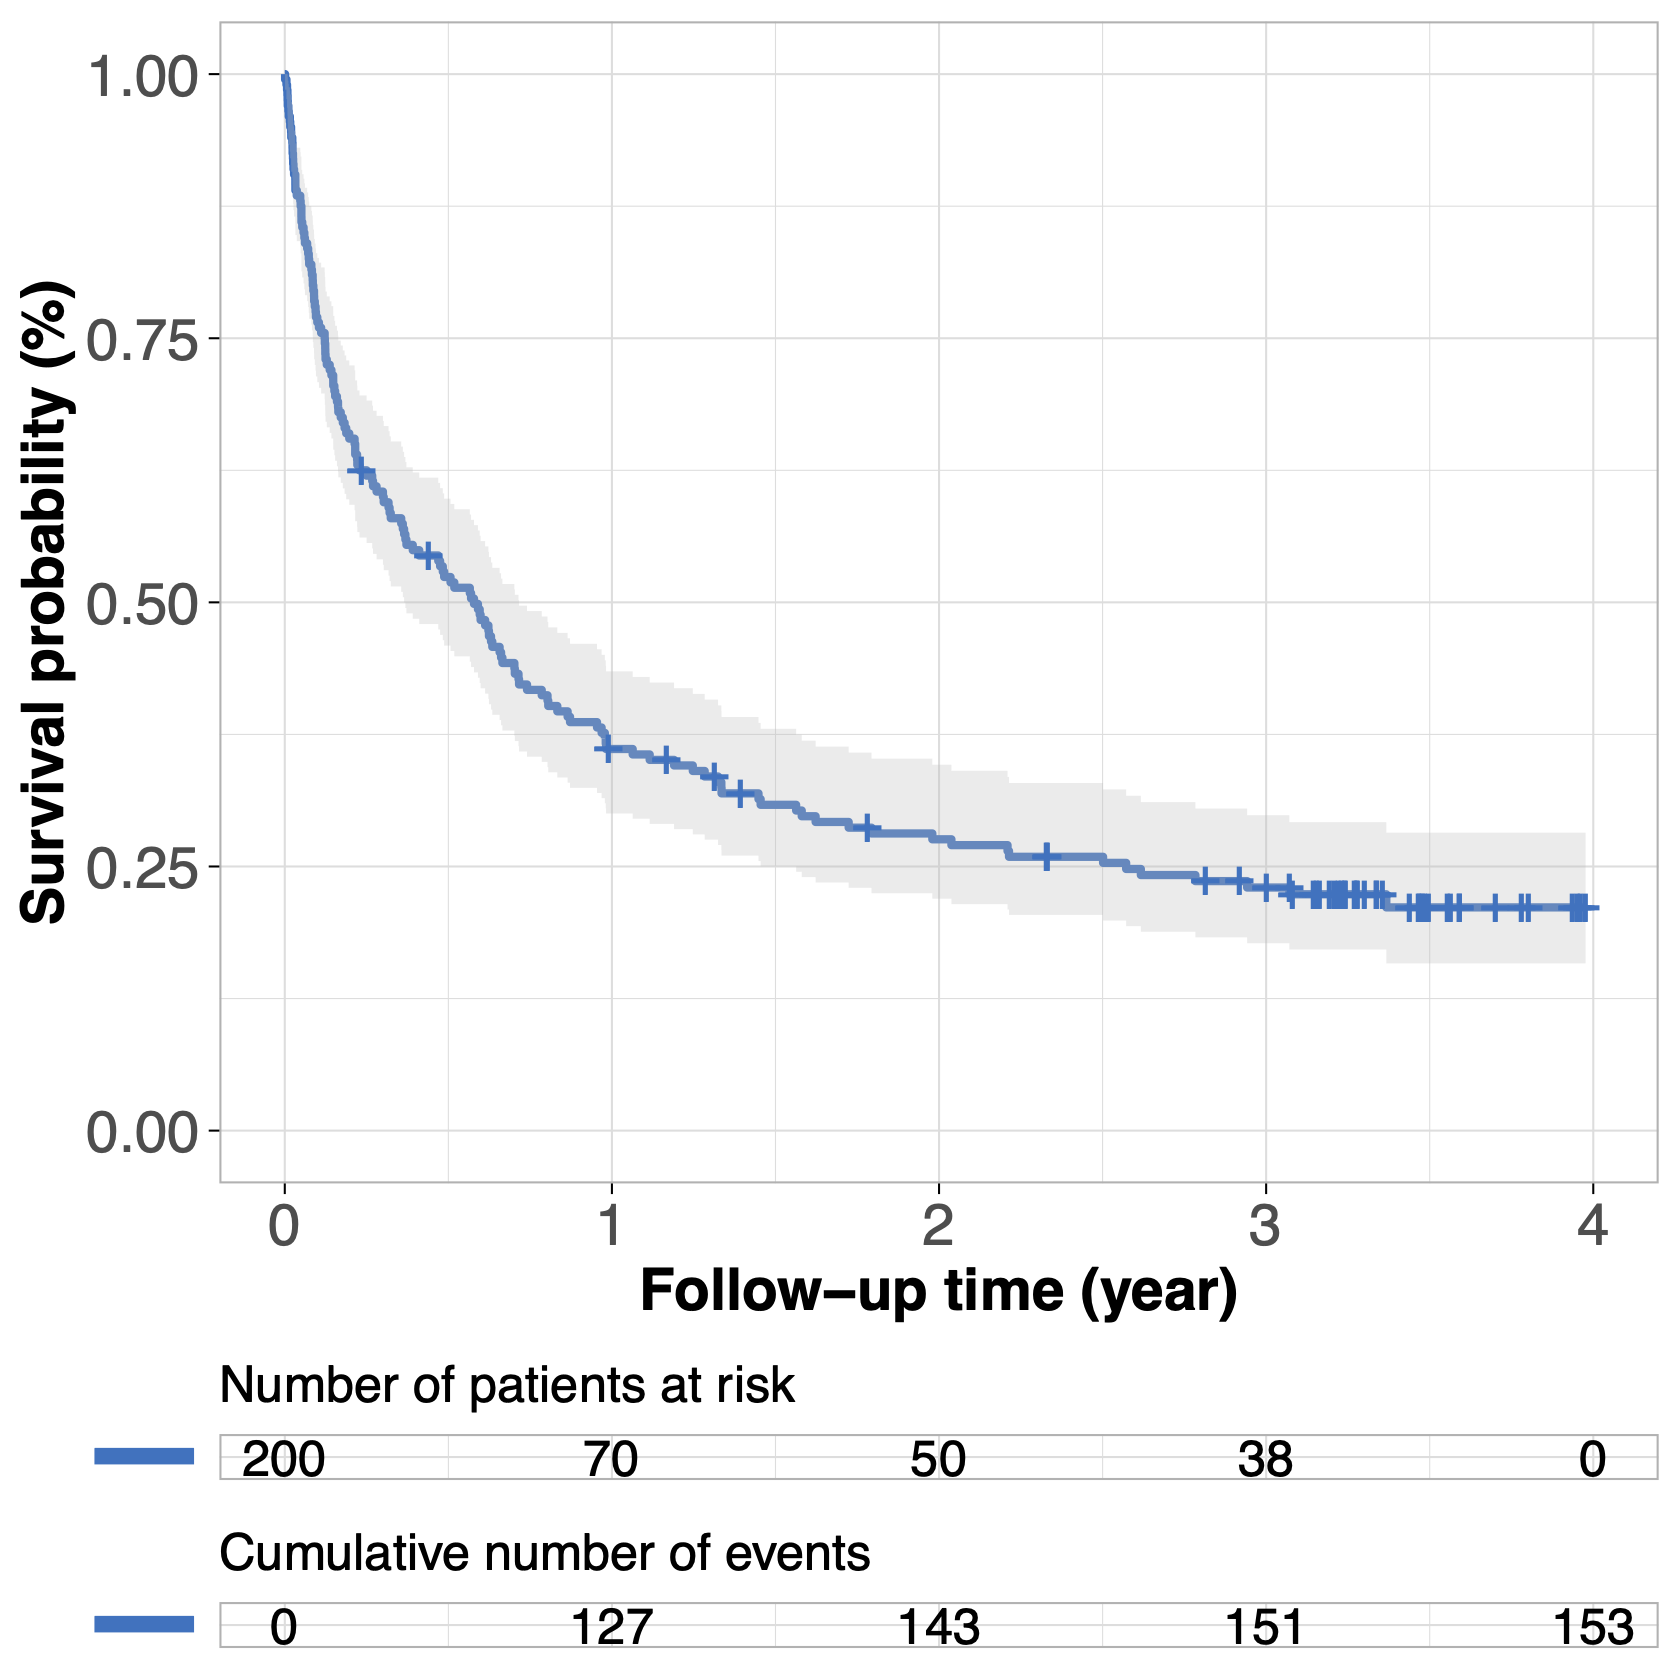 Survival probability (%)
1.00
0.75
0.50
0.25
0.00
0 1 2 3 4
Follow-up time (year)
Number of patients at risk
200 70 50 38 0
Cumulative number of events
0 127 143 151 153